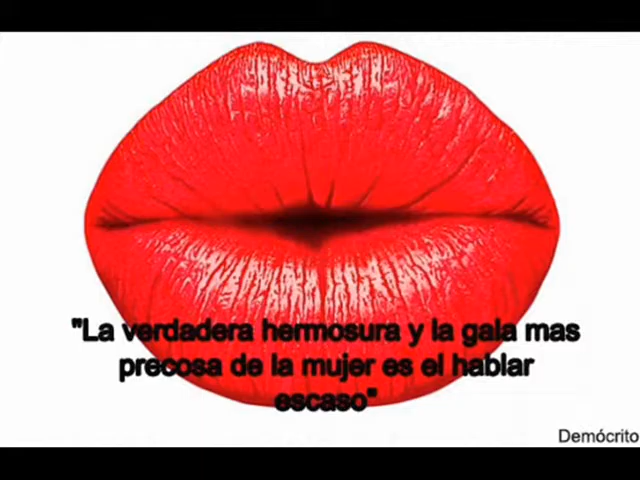 "La verdadera hermosura y la gala mas
precosa de la mujer es el hablar
escaso"
Demócrito